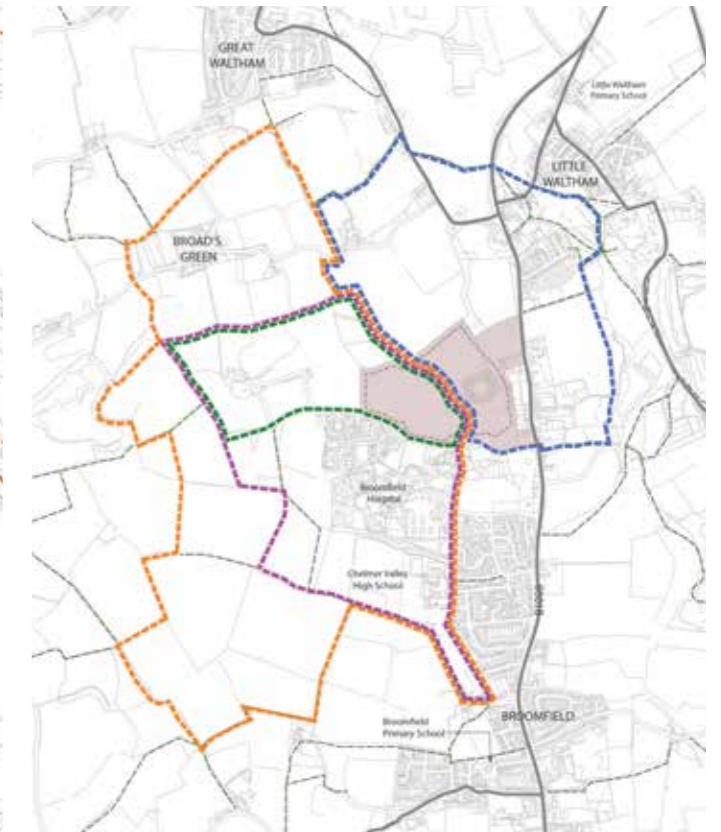 GREAT
WALTHAM
Little Waltham
Primary School
LITTLE
WALTHAM
BROAD'S
GREEN
Broomfield
Hospital
Chelmer Valley
High School
B1008
BROOMFIELD
Broomfield
Primary School